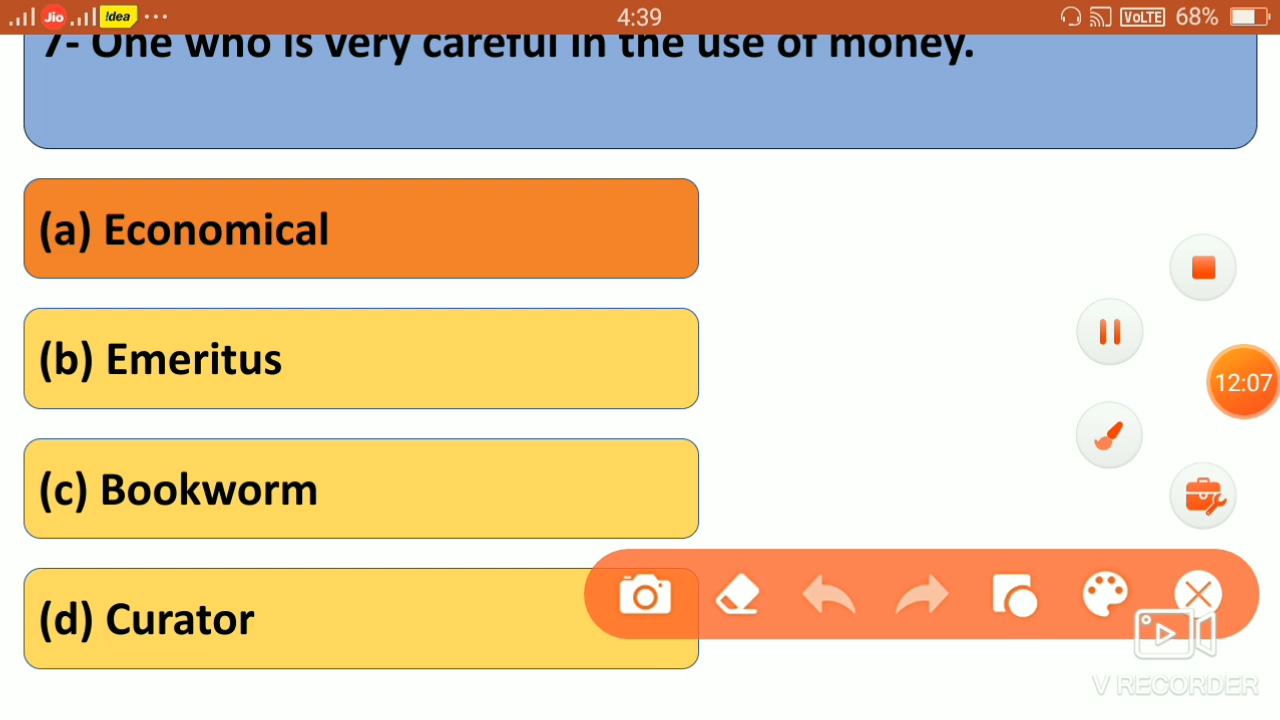 Jio !dea 4:39 VoLTE 68%
7- One who is very careful in the use of money.
(a) Economical
(b) Emeritus
12:07
(c) Bookworm
(d) Curator
V RECORDER